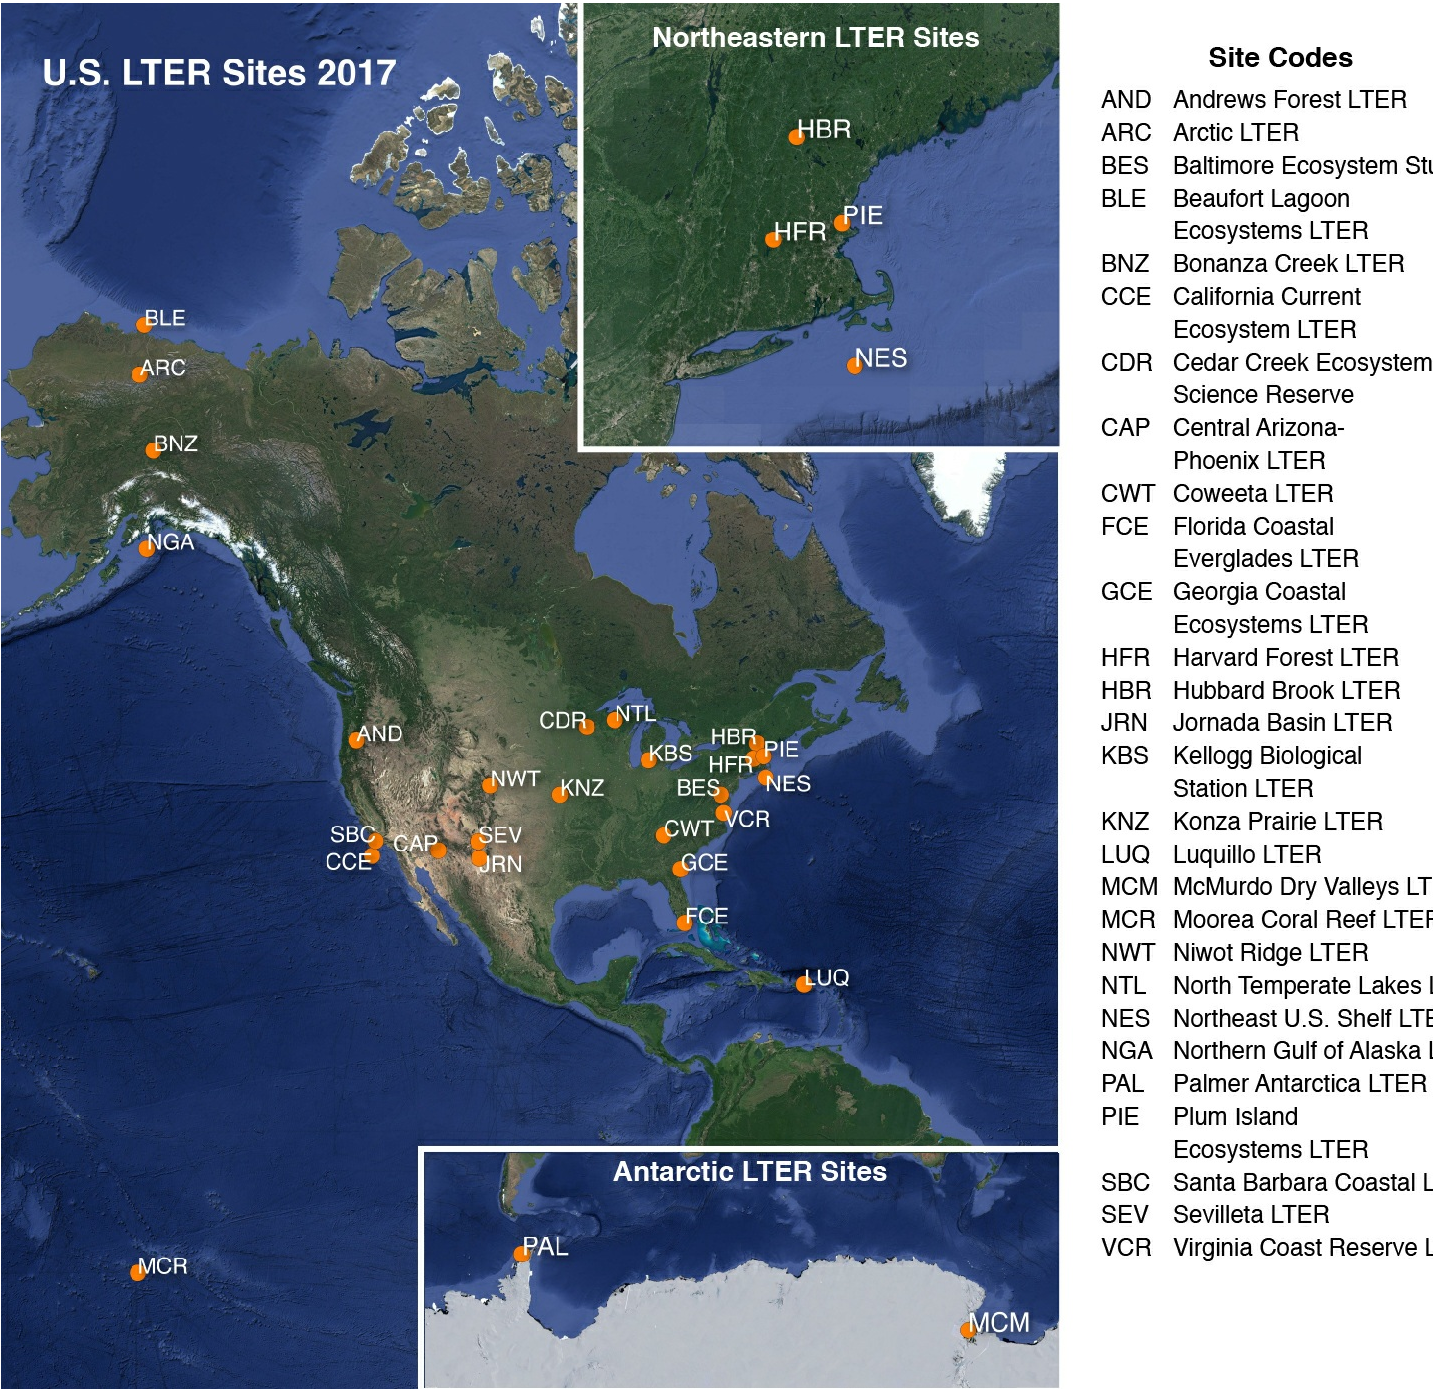 U.S. LTER Sites 2017
Northeastern LTER Sites
HBR
PIE
HFR
NES
BLE
ARC
BNZ
NGA
AND
CDR
NTL
KBS
HBR
PIE
HFR
NES
NWT
KNZ
BES
VCR
SBC
CAP
SEV
CWT
CCE
JRN
GCE
FCE
LUQ
MCR
Antarctic LTER Sites
PAL
MCM
Site Codes
AND Andrews Forest LTER
ARC Arctic LTER
BES Baltimore Ecosystem
BLE Beaufort Lagoon
Ecosystems LTER
BNZ Bonanza Creek LTER
CCE California Current
Ecosystem LTER
CDR Cedar Creek Ecosystem
Science Reserve
CAP Central Arizona-
Phoenix LTER
CWT Coweeta LTER
FCE Florida Coastal
Everglades LTER
GCE Georgia Coastal
Ecosystems LTER
HFR Harvard Forest LTER
HBR Hubbard Brook LTER
JRN Jornada Basin LTER
KBS Kellogg Biological
Station LTER
KNZ Konza Prairie LTER
LUQ Luquillo LTER
MCM McMurdo Dry Valleys
MCR Moorea Coral Reef LTER
NWT Niwot Ridge LTER
NTL North Temperate Lakes
NES Northeast U.S. Shelf
NGA Northern Gulf of Alaska
PAL Palmer Antarctica LTER
PIE Plum Island
Ecosystems LTER
SBC Santa Barbara Coastal
SEV Sevilleta LTER
VCR Virginia Coast Reserve